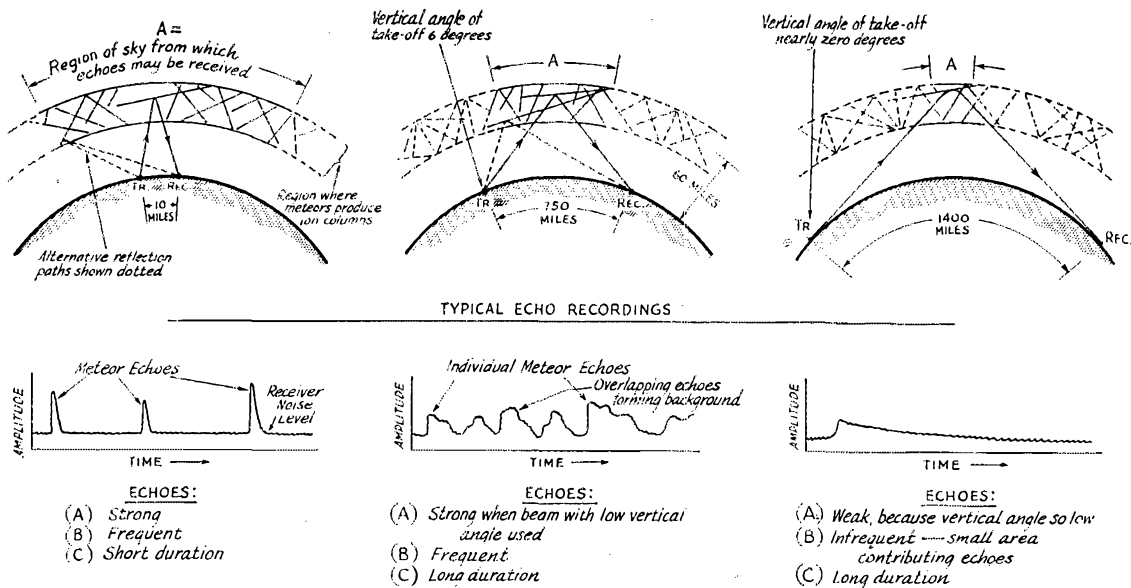 A =
Region of sky from which
echoes may be received
TR.
REC.
10
MILES
Region where
meteors produce
ion columns
Alternative reflection
paths shown dotted
Vertical angle of
take-off 6 degrees
A
60 MILES
TR
REC.
750
MILES
Vertical angle of take-off
nearly zero degrees
A
TR
REC.
1400
MILES
TYPICAL ECHO RECORDINGS
Meteor Echoes
Receiver
Noise
Level
AMPLITUDE
TIME
ECHOES:
(A) Strong
(B) Frequent
(C) Short duration
Individual Meteor Echoes
Overlapping echoes
forming background
AMPLITUDE
TIME
ECHOES:
(A) Strong when beam with low vertical
angle used
(B) Frequent
(C) Long duration
AMPLITUDE
TIME
ECHOES:
(A) Weak, because vertical angle so low
(B) Infrequent — small area
contributing echoes
(C) Long duration